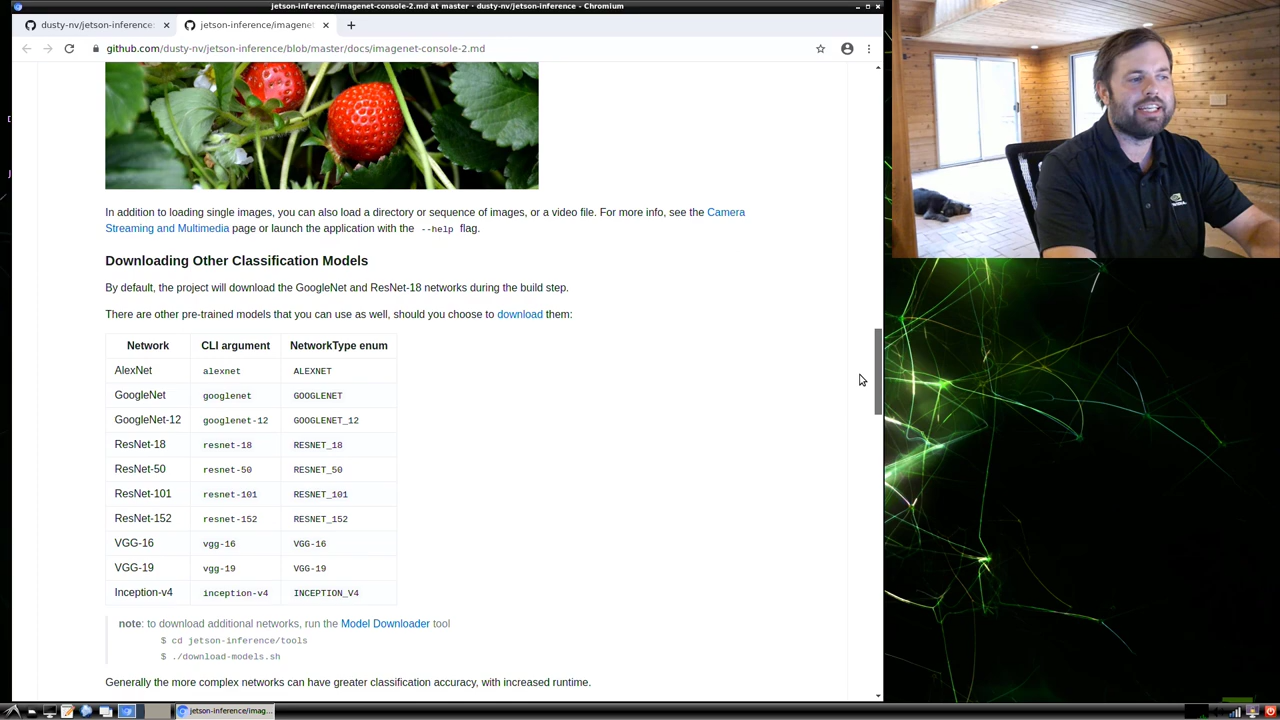 jetson-inference/imagenet-console-2.md at master · dusty-nv/jetson-inference - Chromium
dusty-nv/jetson-inference:
jetson-inference/imagenet
github.com/dusty-nv/jetson-inference/blob/master/docs/imagenet-console-2.md
In addition to loading single images, you can also load a directory or sequence of images, or a video file. For more info, see the Camera
Streaming and Multimedia page or launch the application with the --help flag.
Downloading Other Classification Models
By default, the project will download the GoogleNet and ResNet-18 networks during the build step.
There are other pre-trained models that you can use as well, should you choose to download them:
Network CLI argument NetworkType enum
AlexNet alexnet ALEXNET
GoogleNet googlenet GOOGLENET
GoogleNet-12 googlenet-12 GOOGLENET_12
ResNet-18 resnet-18 RESNET_18
ResNet-50 resnet-50 RESNET_50
ResNet-101 resnet-101 RESNET_101
ResNet-152 resnet-152 RESNET_152
VGG-16 vgg-16 VGG-16
VGG-19 vgg-19 VGG-19
Inception-v4 inception-v4 INCEPTION_V4
note: to download additional networks, run the Model Downloader tool
$ cd jetson-inference/tools
$ ./download-models.sh
Generally the more complex networks can have greater classification accuracy, with increased runtime.
jetson-inference/imag...
NVIDIA